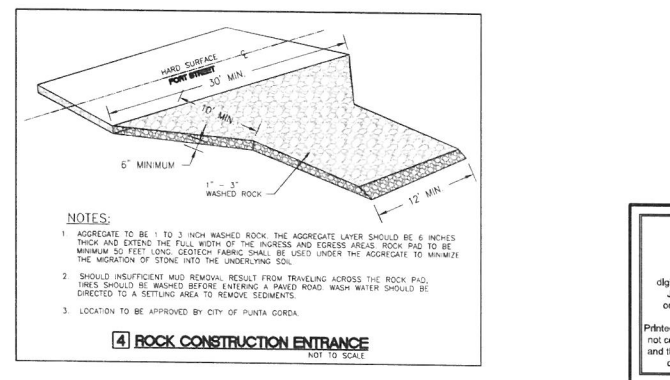 HARD SURFACE
FORT STREET
30' MIN.
10' MIN.
6" MINIMUM
1" - 3"
WASHED ROCK
12' MIN.
NOTES:
1. AGGREGATE TO BE 1 TO 3 INCH WASHED ROCK. THE AGGREGATE LAYER SHOULD BE 6 INCHES
THICK AND EXTEND THE FULL WIDTH OF THE INGRESS AND EGRESS AREAS. ROCK PAD TO BE
MINIMUM 50 FEET LONG. GEOTECH FABRIC SHALL BE USED UNDER THE AGGREGATE TO MINIMIZE
THE MIGRATION OF STONE INTO THE UNDERLYING SOIL
2. SHOULD INSUFFICIENT MUD REMOVAL RESULT FROM TRAVELING ACROSS THE ROCK PAD,
TIRES SHOULD BE WASHED BEFORE ENTERING A PAVED ROAD. WASH WATER SHOULD BE
DIRECTED TO A SETTLING AREA TO REMOVE SEDIMENTS.
3. LOCATION TO BE APPROVED BY CITY OF PUNTA GORDA.
4 ROCK CONSTRUCTION ENTRANCE
NOT TO SCALE
dig
Printe
not c
and t